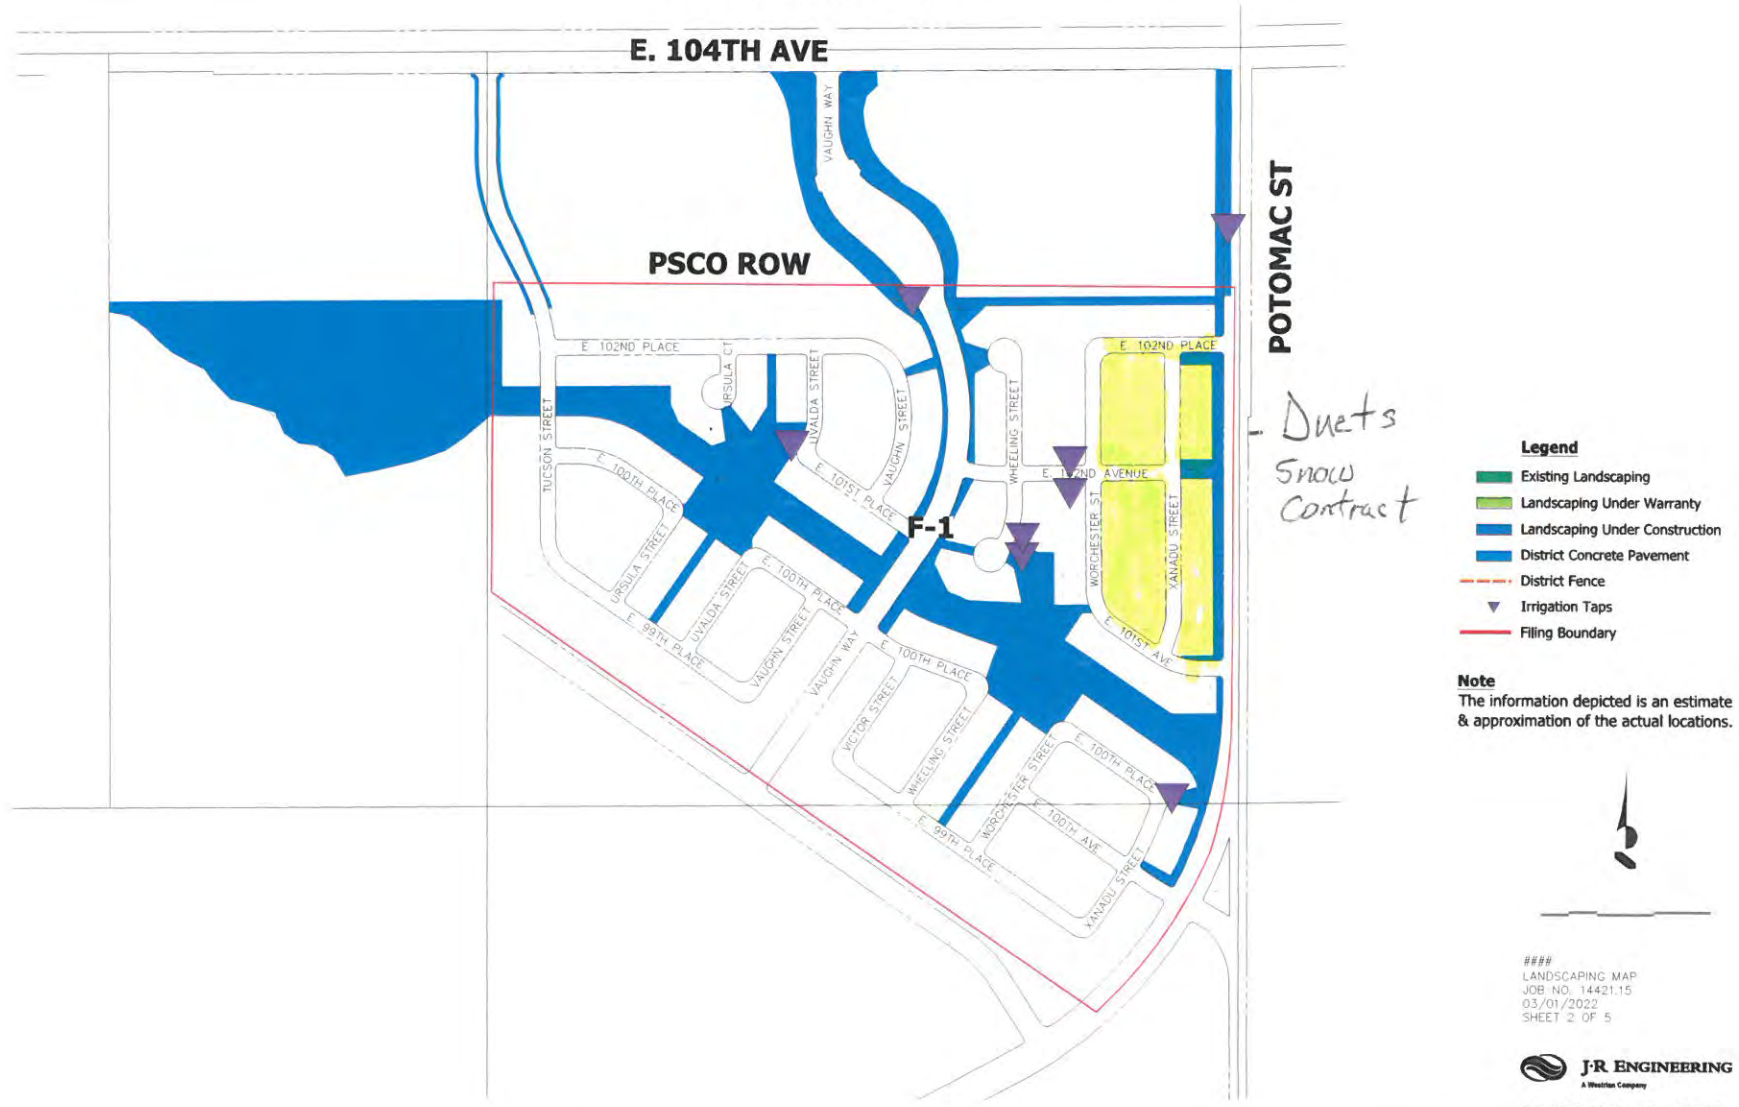 E. 104TH AVE
VAUGHN WAY
POTOMAC ST
PSCO ROW
E 102ND PLACE
URSULA CT
UVALDA STREET
VAUGHN STREET
WHEELING STREET
E 102ND PLACE
TUCSON STREET
E. 100TH PLACE
E. 101ST PLACE
E. 102ND AVENUE
WORCHESTER ST
XANADU STREET
Duets
Snow
Contract
F-1
URSULA STREET
UVALDA STREET
E. 100TH PLACE
E. 99TH PLACE
VAUGHN STREET
VAUGHN WAY
E. 101ST AVE
E. 100TH PLACE
VICTOR STREET
WHEELING STREET
WORCHESTER STREET
E. 100TH PLACE
E. 100TH AVE
E. 99TH PLACE
XANADU STREET
Legend
Existing Landscaping
Landscaping Under Warranty
Landscaping Under Construction
District Concrete Pavement
District Fence
Irrigation Taps
Filing Boundary
Note
The information depicted is an estimate
& approximation of the actual locations.
####
LANDSCAPING MAP
JOB NO. 14421.15
03/01/2022
SHEET 2 OF 5
J·R ENGINEERING
A Westrian Company